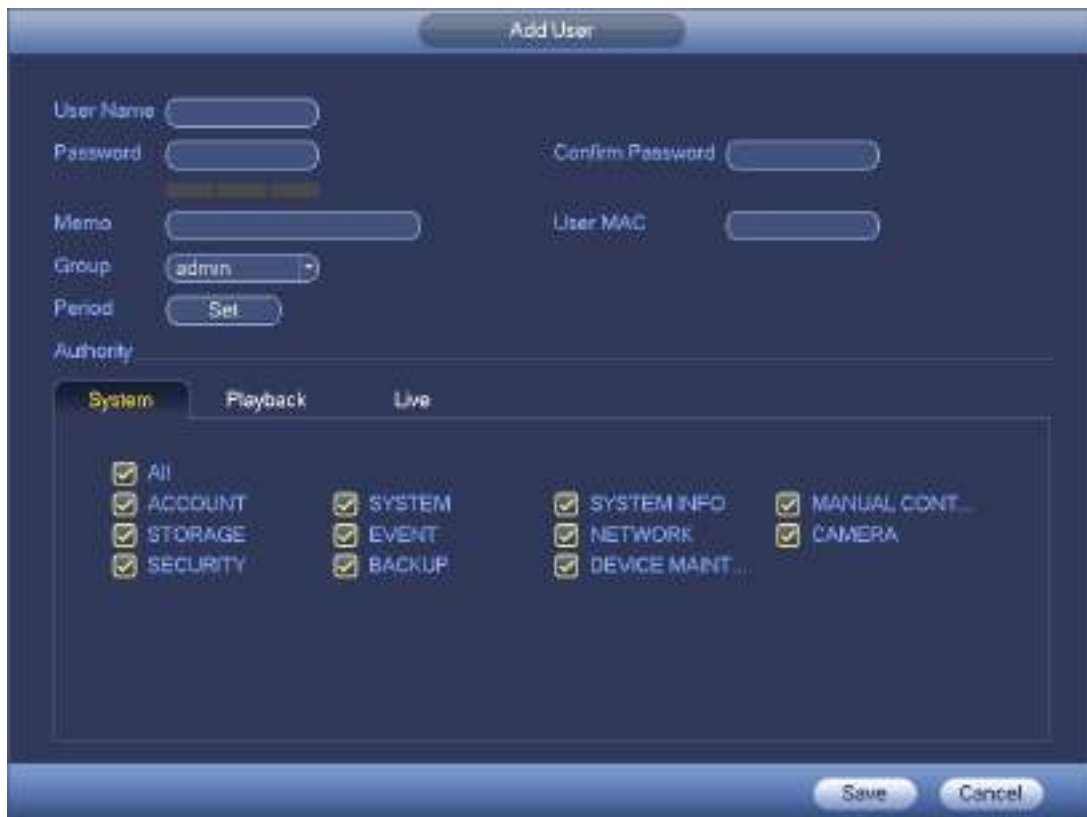 Add User
User Name
Password Confirm Password
Memo User MAC
Group admin
Period Set
Authority
System Playback Live
All
ACCOUNT SYSTEM SYSTEM INFO MANUAL CONT...
STORAGE EVENT NETWORK CAMERA
SECURITY BACKUP DEVICE MAINT...
Save Cancel